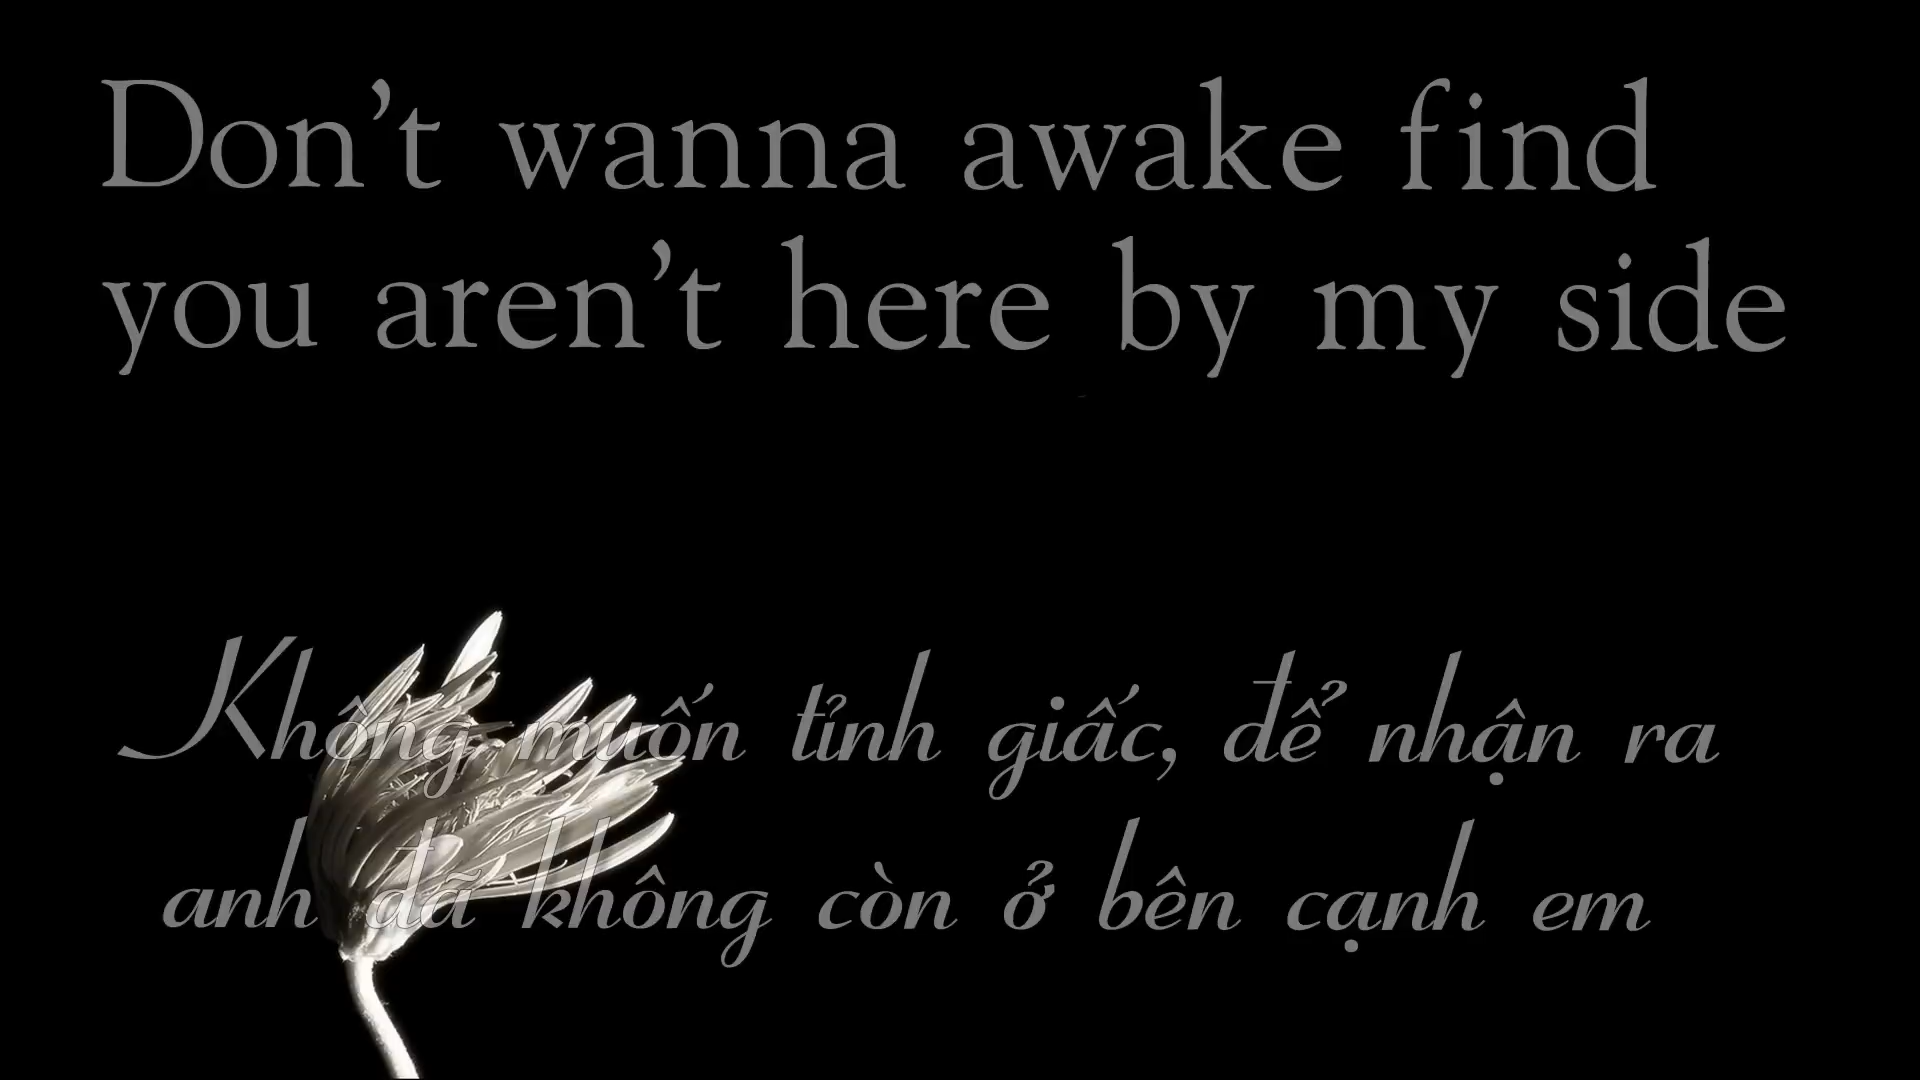 Don't wanna awake find
you aren't here by my side
Không muốn tỉnh giấc, để nhận ra
anh đã không còn ở bên cạnh em